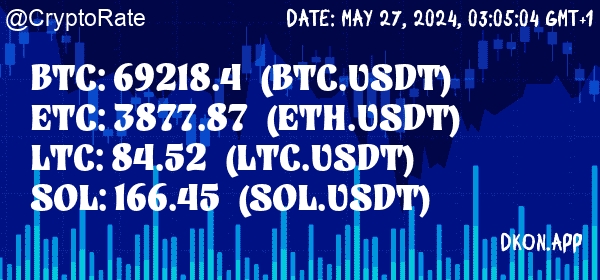 @CryptoRate
DATE: MAY 27, 2024, 03:05:04 GMT+1
BTC: 69218.4 (BTC.USDT)
ETC: 3877.87 (ETH.USDT)
LTC: 84.52 (LTC.USDT)
SOL: 166.45 (SOL.USDT)
DKON.APP